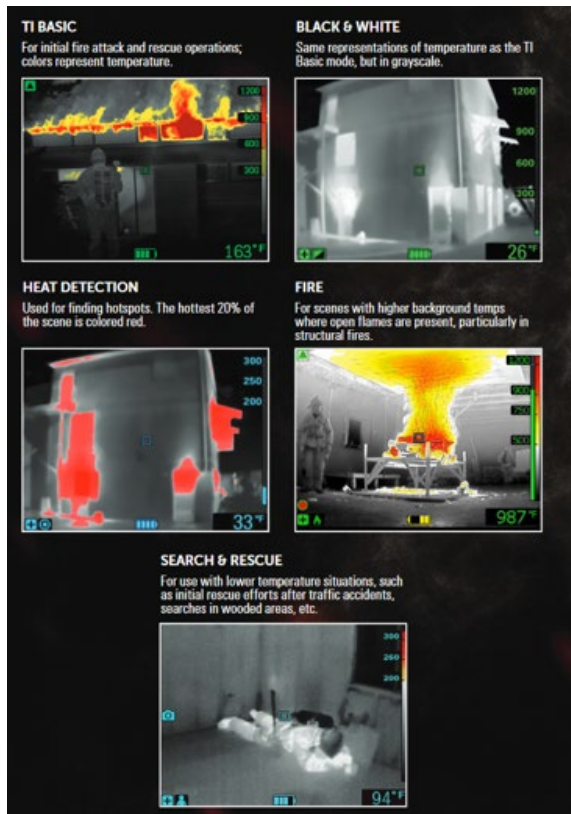 TI BASIC
For initial fire attack and rescue operations;
colors represent temperature.
1200
900
600
300
163°F
BLACK & WHITE
Same representations of temperature as the TI
Basic mode, but in grayscale.
1200
900
600
300
26°F
HEAT DETECTION
Used for finding hotspots. The hottest 20% of
the scene is colored red.
300
250
200
33°F
FIRE
For scenes with higher background temps
where open flames are present, particularly in
structural fires.
1200
900
750
500
987°F
SEARCH & RESCUE
For use with lower temperature situations, such
as initial rescue efforts after traffic accidents,
searches in wooded areas, etc.
300
260
200
94°F